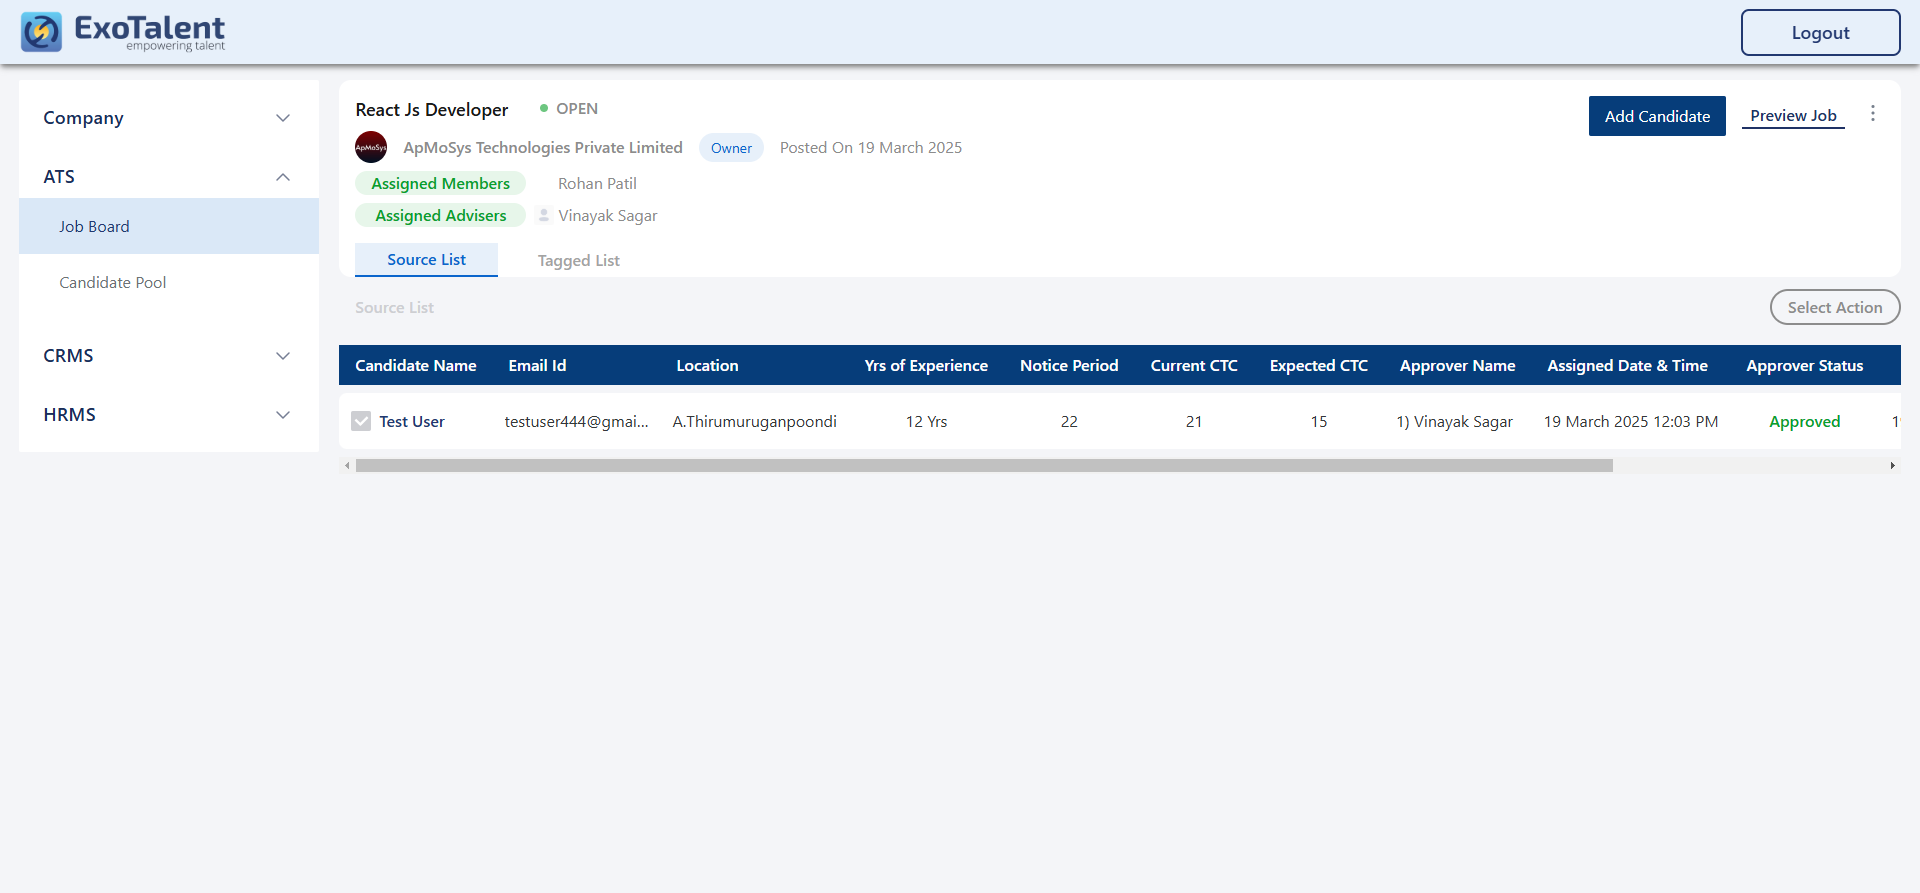 ExoTalent
empowering talent
Logout
Company
ATS
Job Board
Candidate Pool
CRMS
HRMS
React Js Developer
OPEN
Add Candidate
Preview Job
ApMoSys
ApMoSys Technologies Private Limited
Owner
Posted On 19 March 2025
Assigned Members
Rohan Patil
Assigned Advisers
Vinayak Sagar
Source List
Tagged List
Source List
Select Action
Candidate Name Email Id Location Yrs of Experience Notice Period Current CTC Expected CTC Approver Name Assigned Date & Time Approver Status
Test User testuser444@gmai... A.Thirumuruganpoondi 12 Yrs 22 21 15 1) Vinayak Sagar 19 March 2025 12:03 PM Approved